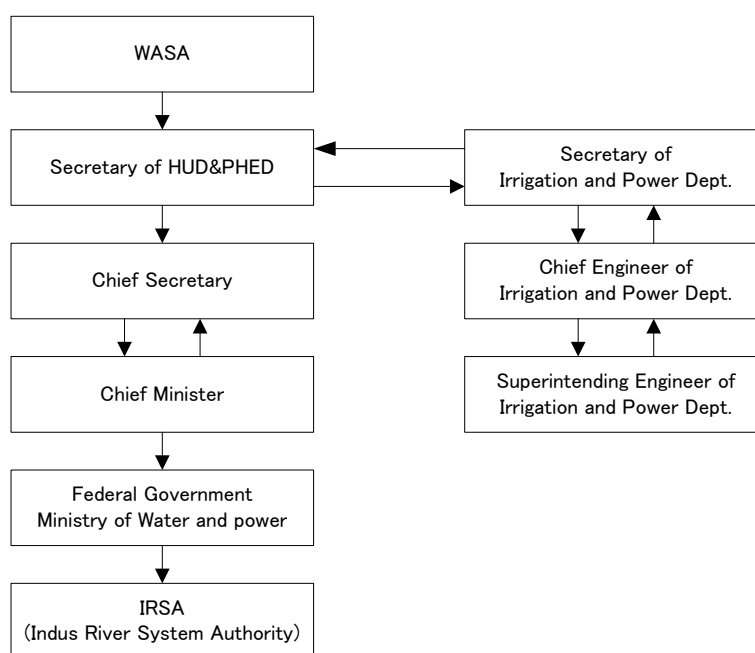 WASA
Secretary of HUD&PHED
Secretary of
Irrigation and Power Dept.
Chief Secretary
Chief Engineer of
Irrigation and Power Dept.
Chief Minister
Superintending Engineer of
Irrigation and Power Dept.
Federal Government
Ministry of Water and power
IRSA
(Indus River System Authority)